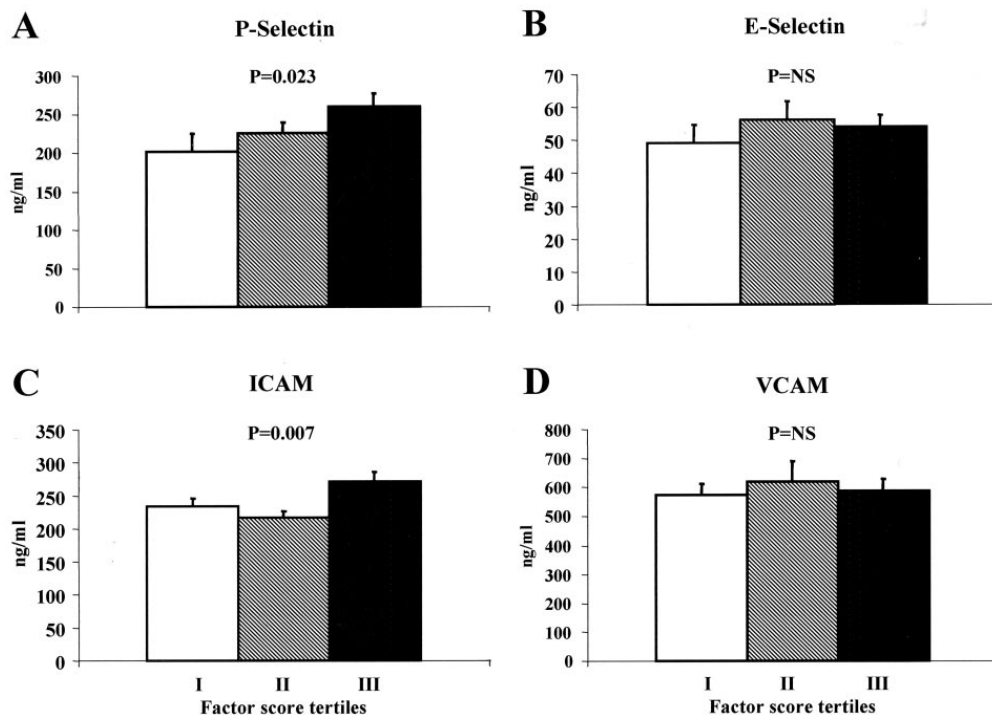 A
P-Selectin
P=0.023
300
250
200
150
100
50
0
ng/ml
B
E-Selectin
P=NS
70
60
50
40
30
20
10
0
ng/ml
C
ICAM
P=0.007
350
300
250
200
150
100
50
0
ng/ml
I II III
Factor score tertiles
D
VCAM
P=NS
800
700
600
500
400
300
200
100
0
ng/ml
I II III
Factor score tertiles